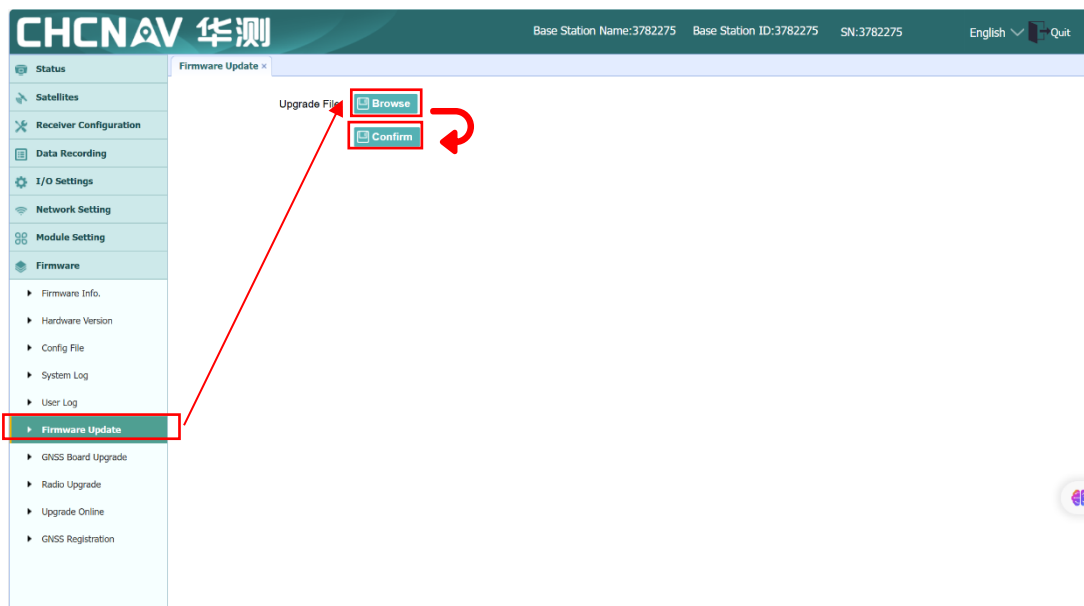 CHCNAV 华测
Base Station Name:3782275 Base Station ID:3782275 SN:3782275 English Quit
Status
Satellites
Receiver Configuration
Data Recording
I/O Settings
Network Setting
Module Setting
Firmware
Firmware Info.
Hardware Version
Config File
System Log
User Log
Firmware Update
GNSS Board Upgrade
Radio Upgrade
Upgrade Online
GNSS Registration
Firmware Update ×
Upgrade File Browse
Confirm